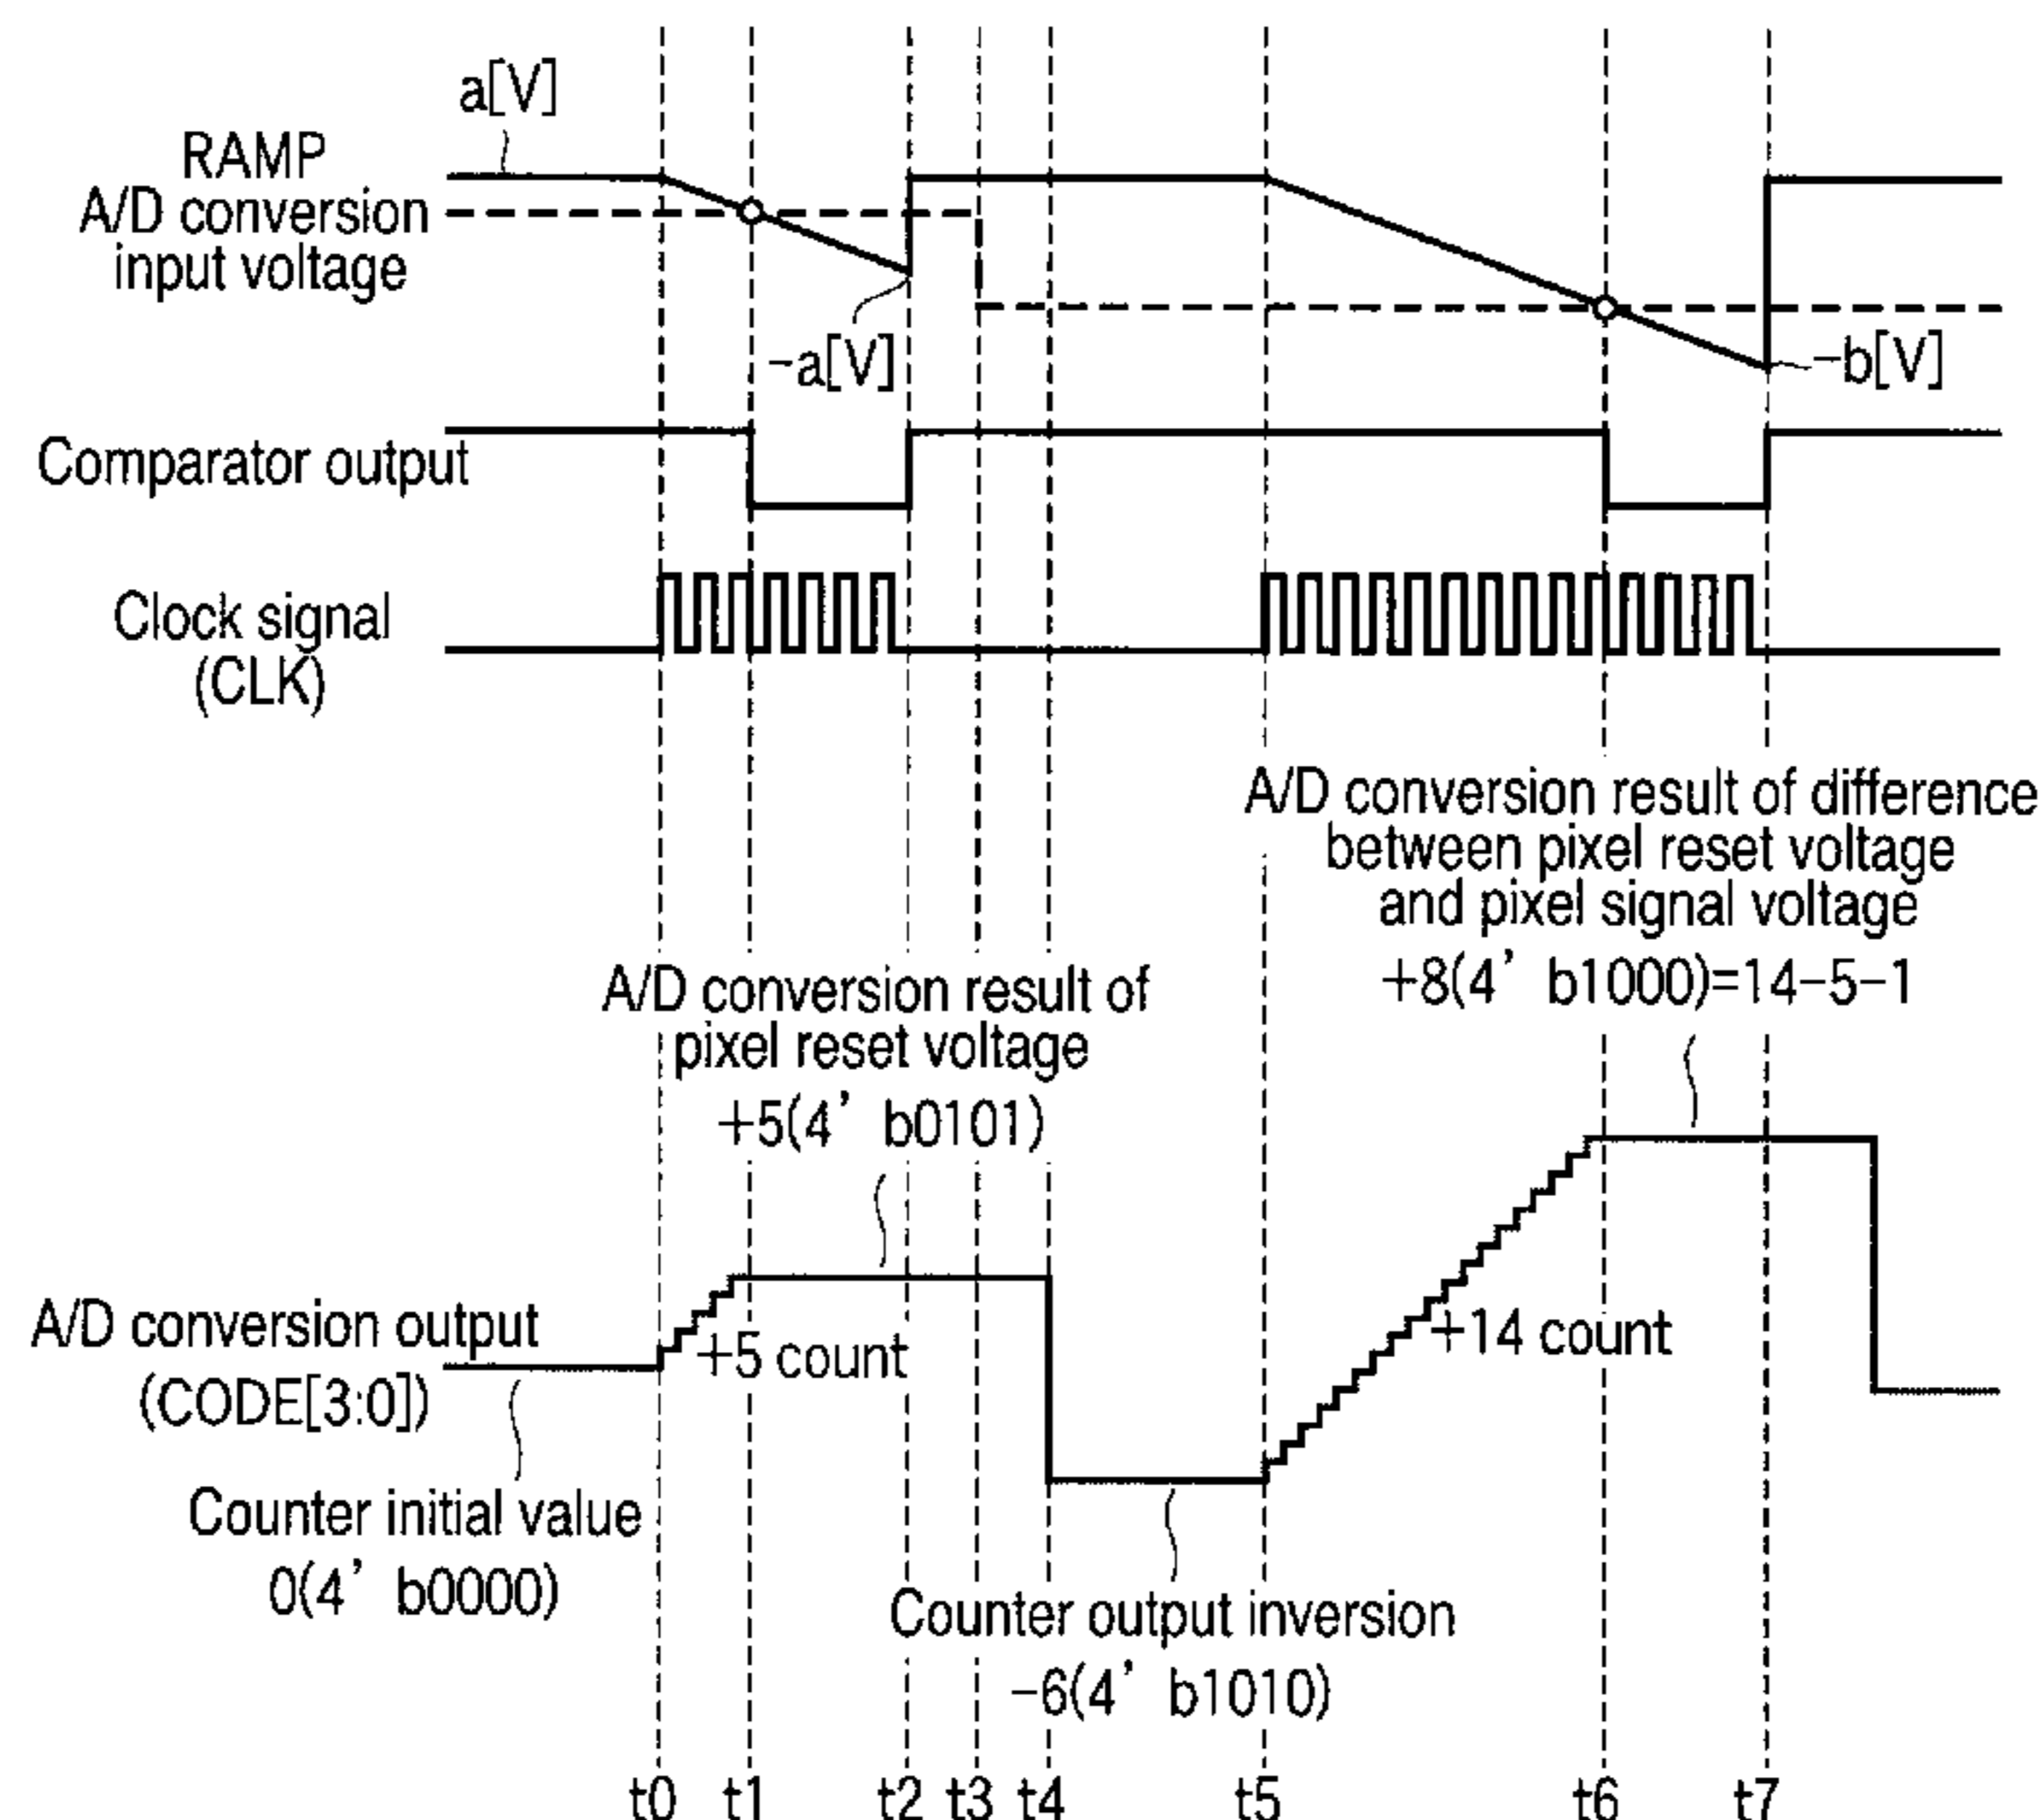 a[V]
RAMP
A/D conversion
input voltage
-a[V]
-b[V]
Comparator output
Clock signal
(CLK)
A/D conversion result of difference
between pixel reset voltage
and pixel signal voltage
+8(4’ b1000)=14-5-1
A/D conversion result of
pixel reset voltage
+5(4’ b0101)
A/D conversion output
(CODE[3:0])
+5 count
+14 count
Counter initial value
0(4’ b0000)
Counter output inversion
-6(4’ b1010)
t0 t1 t2 t3 t4 t5 t6 t7